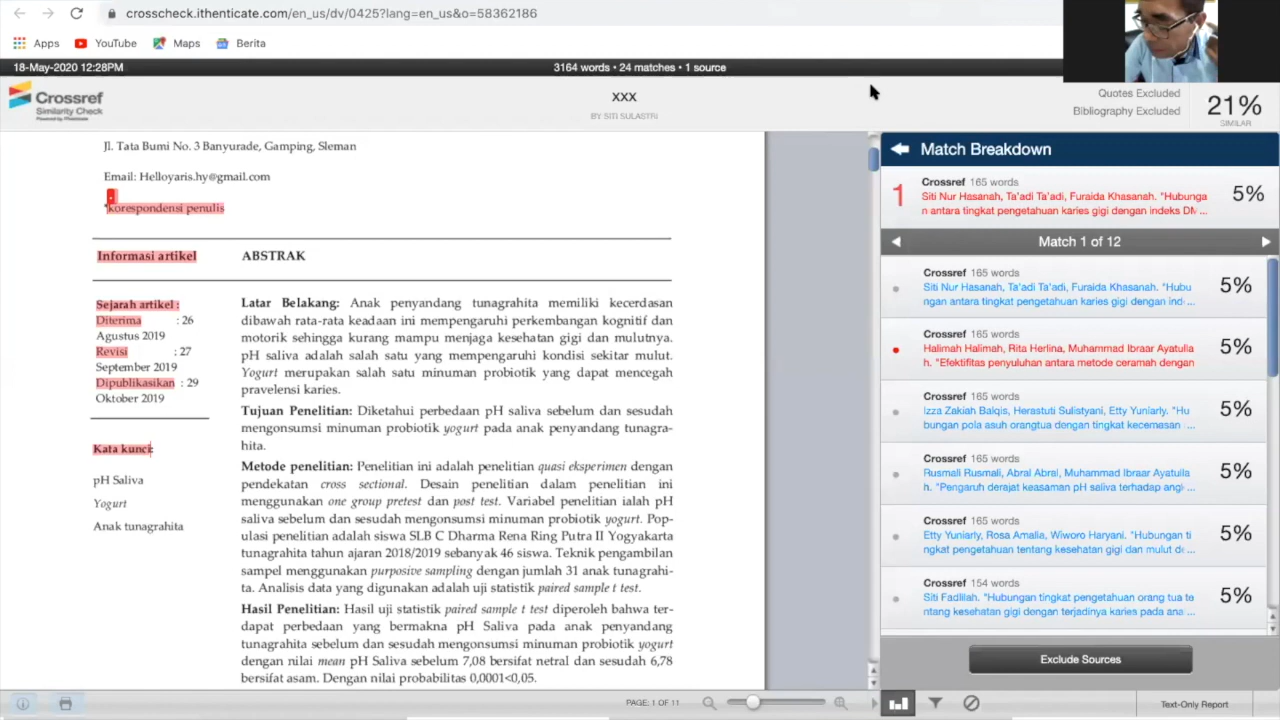 crosscheck.ithenticate.com/en_us/dv/0425?lang=en_us&o=58362186
Apps
YouTube
Maps
Berita
18-May-2020 12:28PM
3164 words • 24 matches • 1 source
Crossref
Similarity Check
Powered by iThenticate
XXX
BY SITI SULASTRI
Quotes Excluded
Bibliography Excluded
21%
SIMILAR
Jl. Tata Bumi No. 3 Banyurade, Gamping, Sleman
Email: Helloyaris.hy@gmail.com
*korespondensi penulis
Informasi artikel
ABSTRAK
Sejarah artikel :
Diterima : 26
Agustus 2019
Revisi : 27
September 2019
Dipublikasikan : 29
Oktober 2019
Kata kunci:
pH Saliva
Yogurt
Anak tunagrahita
Latar Belakang: Anak penyandang tunagrahita memiliki kecerdasan
dibawah rata-rata keadaan ini mempengaruhi perkembangan kognitif dan
motorik sehingga kurang mampu menjaga kesehatan gigi dan mulutnya.
pH saliva adalah salah satu yang mempengaruhi kondisi sekitar mulut.
Yogurt merupakan salah satu minuman probiotik yang dapat mencegah
pravelensi karies.
Tujuan Penelitian: Diketahui perbedaan pH saliva sebelum dan sesudah
mengonsumsi minuman probiotik yogurt pada anak penyandang tunagra-
hita.
Metode penelitian: Penelitian ini adalah penelitian quasi eksperimen dengan
pendekatan cross sectional. Desain penelitian dalam penelitian ini
menggunakan one group pretest dan post test. Variabel penelitian ialah pH
saliva sebelum dan sesudah mengonsumsi minuman probiotik yogurt. Pop-
ulasi penelitian adalah siswa SLB C Dharma Rena Ring Putra II Yogyakarta
tunagrahita tahun ajaran 2018/2019 sebanyak 46 siswa. Teknik pengambilan
sampel menggunakan purposive sampling dengan jumlah 31 anak tunagrahi-
ta. Analisis data yang digunakan adalah uji statistik paired sample t test.
Hasil Penelitian: Hasil uji statistik paired sample t test diperoleh bahwa ter-
dapat perbedaan yang bermakna pH Saliva pada anak penyandang
tunagrahita sebelum dan sesudah mengonsumsi minuman probiotik yogurt
dengan nilai mean pH Saliva sebelum 7,08 bersifat netral dan sesudah 6,78
bersifat asam. Dengan nilai probabilitas 0,0001<0,05.
Match Breakdown
1
Crossref 165 words
Siti Nur Hasanah, Ta'adi Ta'adi, Furaida Khasanah. "Hubunga
n antara tingkat pengetahuan karies gigi dengan indeks DM ...
5%
Match 1 of 12
Crossref 165 words
Siti Nur Hasanah, Ta'adi Ta'adi, Furaida Khasanah. "Hubu
ngan antara tingkat pengetahuan karies gigi dengan ind ...
5%
Crossref 165 words
Halimah Halimah, Rita Herlina, Muhammad Ibraar Ayatulla
h. "Efektifitas penyuluhan antara metode ceramah dengan
5%
Crossref 165 words
Izza Zakiah Balqis, Herastuti Sulistyani, Etty Yuniarly. "Hu
bungan pola asuh orangtua dengan tingkat kecemasan ...
5%
Crossref 165 words
Rusmali Rusmali, Abral Abral, Muhammad Ibraar Ayatulla
h. "Pengaruh derajat keasaman pH saliva terhadap ang ...
5%
Crossref 165 words
Etty Yuniarly, Rosa Amalia, Wiworo Haryani. "Hubungan ti
ngkat pengetahuan tentang kesehatan gigi dan mulut de ...
5%
Crossref 154 words
Siti Fadlilah. "Hubungan tingkat pengetahuan orang tua te
ntang kesehatan gigi dengan terjadinya karies pada ana ...
5%
Exclude Sources
PAGE: 1 OF 11
Text-Only Report